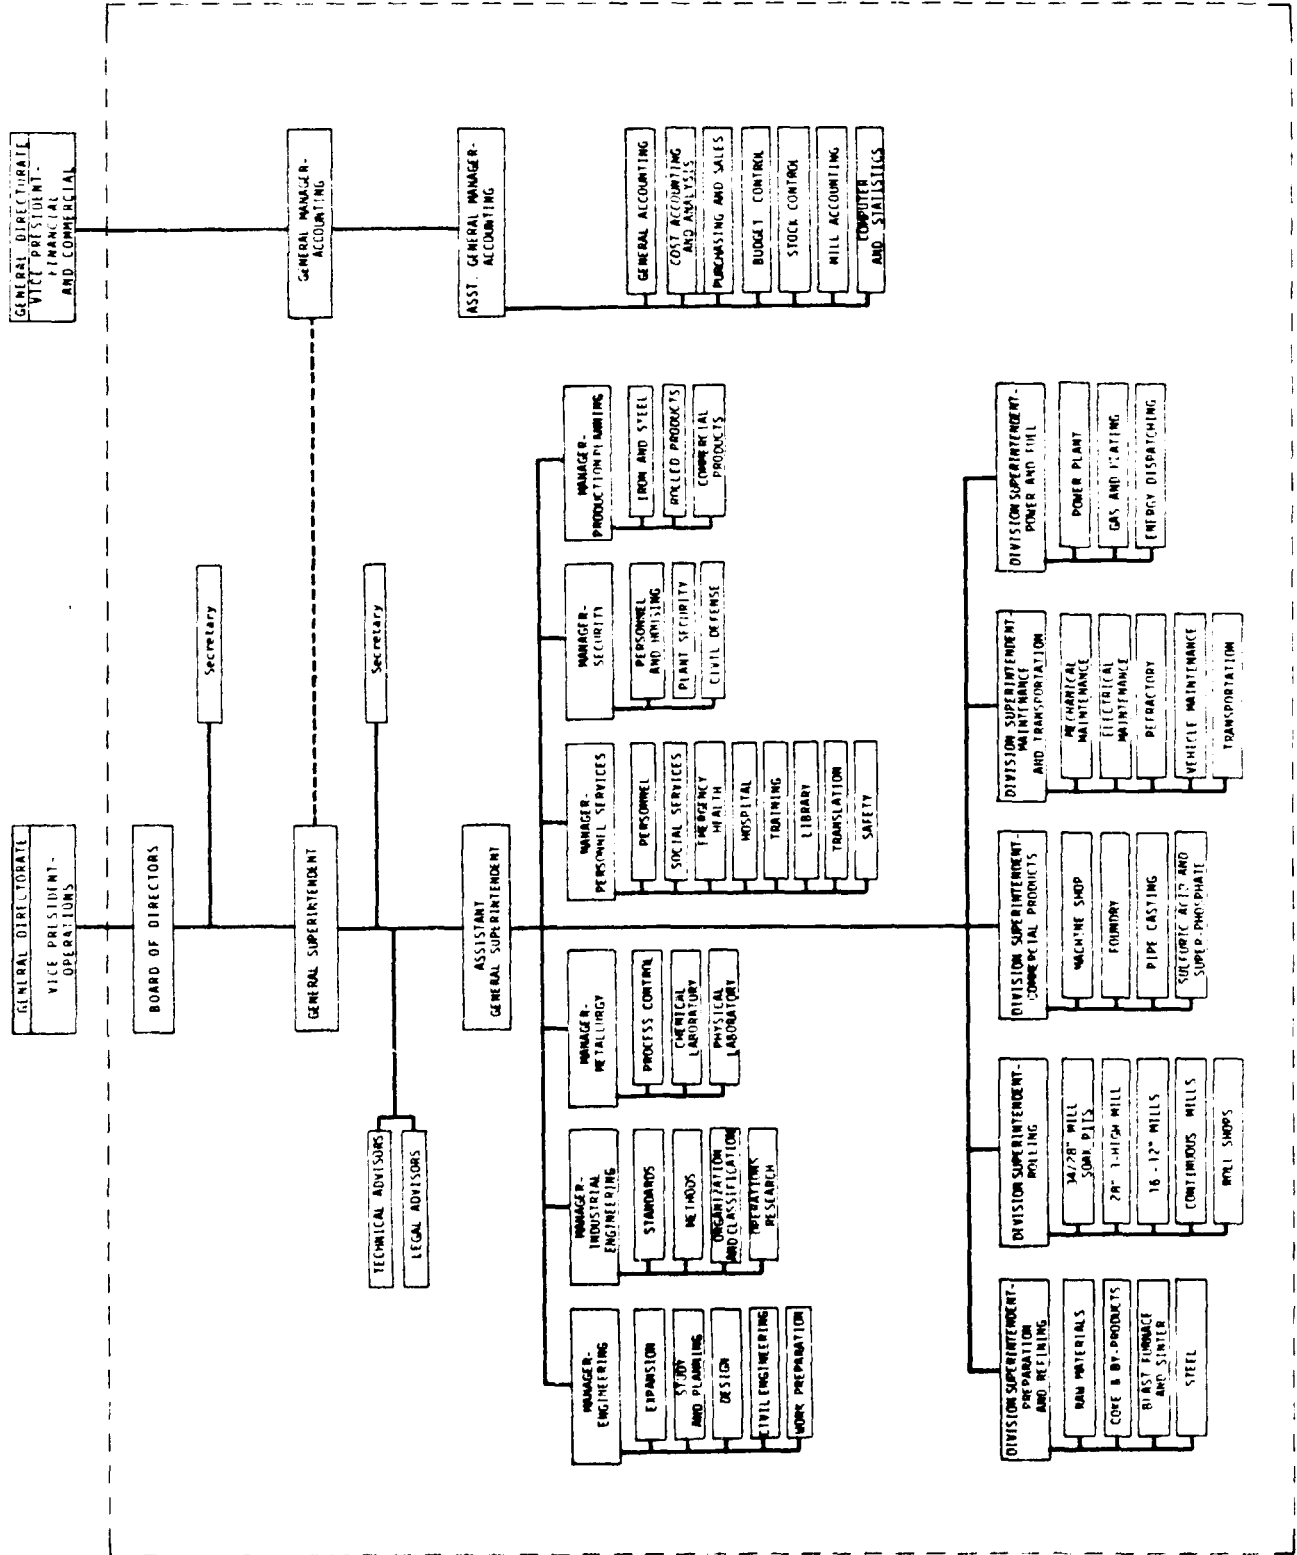 GENERAL DIRECTORATE
VICE PRESIDENT-
OPERATIONS
GENERAL DIRECTORATE
VICE PRESIDENT-
FINANCIAL
AND COMMERCIAL
BOARD OF DIRECTORS
Secretary
GENERAL SUPERINTENDENT
GENERAL MANAGER-
ACCOUNTING
Secretary
TECHNICAL ADVISORS
LEGAL ADVISORS
ASSISTANT
GENERAL SUPERINTENDENT
ASST. GENERAL MANAGER-
ACCOUNTING
MANAGER-
ENGINEERING
EXPANSION
STUDY
AND PLANNING
DESIGN
CIVIL ENGINEERING
WORK PREPARATION
MANAGER-
INDUSTRIAL
ENGINEERING
STANDARDS
METHODS
ORGANIZATION
AND CLASSIFICATION
OPERATIONS
RESEARCH
MANAGER-
METALLURGY
PROCESS CONTROL
CHEMICAL
LABORATORY
PHYSICAL
LABORATORY
MANAGER-
PERSONNEL SERVICES
PERSONNEL
SOCIAL SERVICES
EMERGENCY
HEALTH
HOSPITAL
TRAINING
LIBRARY
TRANSLATION
SAFETY
MANAGER-
SECURITY
PERSONNEL
AND HOUSING
PLANT SECURITY
CIVIL DEFENSE
MANAGER-
PRODUCTION PLANNING
IRON AND STEEL
ROLLED PRODUCTS
COMMERCIAL
PRODUCTS
GENERAL ACCOUNTING
COST ACCOUNTING
AND ANALYSIS
PURCHASING AND SALES
BUDGET CONTROL
STOCK CONTROL
MILL ACCOUNTING
COMPUTER
AND STATISTICS
DIVISION SUPERINTENDENT-
PREPARATION
AND REFINING
RAW MATERIALS
COKE & BY-PRODUCTS
BLAST FURNACE
AND SINTER
STEEL
DIVISION SUPERINTENDENT-
ROLLING
34/28" MILL
SOAK PITS
28" 3-HIGH MILL
16 -12" MILLS
CONTINUOUS MILLS
ROLL SHOPS
DIVISION SUPERINTENDENT-
COMMERCIAL PRODUCTS
MACHINE SHOP
FOUNDRY
PIPE CASTING
SULFURIC ACID AND
SUPER-PHOSPHATE
DIVISION SUPERINTENDENT
MAINTENANCE
AND TRANSPORTATION
MECHANICAL
MAINTENANCE
ELECTRICAL
MAINTENANCE
REFRACTORY
VEHICLE MAINTENANCE
TRANSPORTATION
DIVISION SUPERINTENDENT-
POWER AND FUEL
POWER PLANT
GAS AND HEATING
ENERGY DISPATCHING